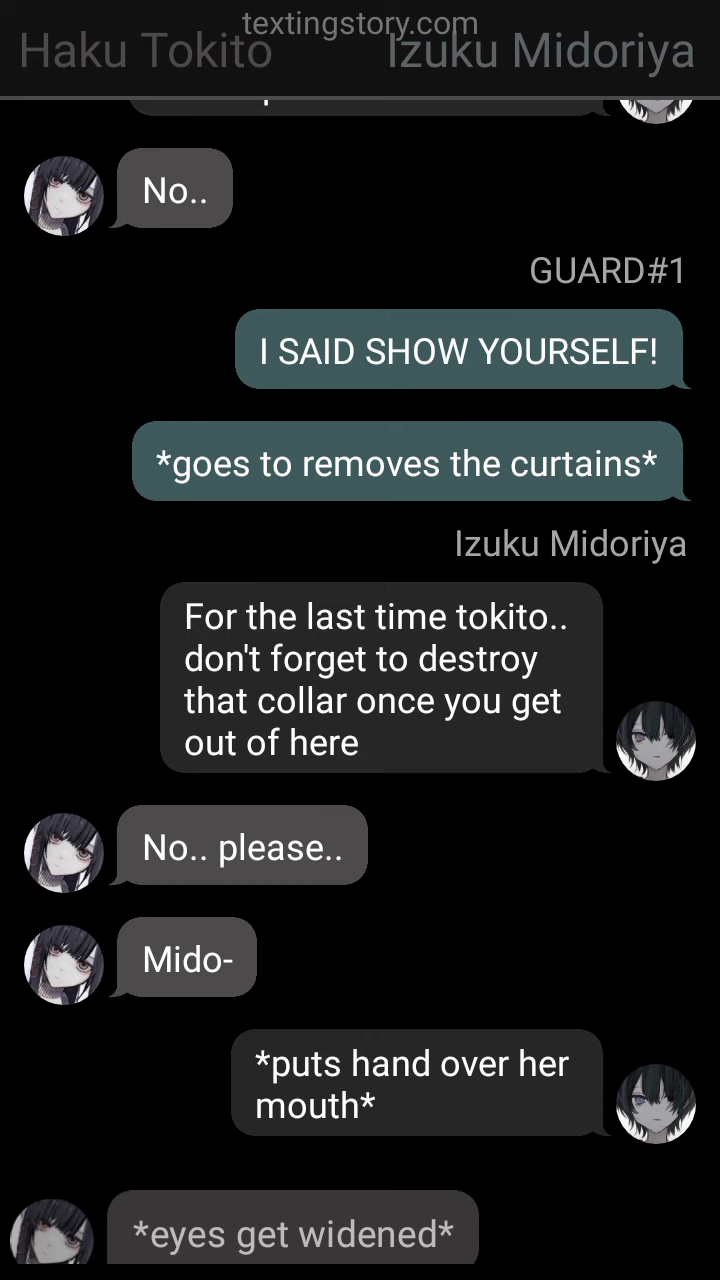 textingstory.com
Haku Tokito
Izuku Midoriya
No..
GUARD#1
I SAID SHOW YOURSELF!
*goes to removes the curtains*
Izuku Midoriya
For the last time tokito..
don't forget to destroy
that collar once you get
out of here
No.. please..
Mido-
*puts hand over her
mouth*
*eyes get widened*